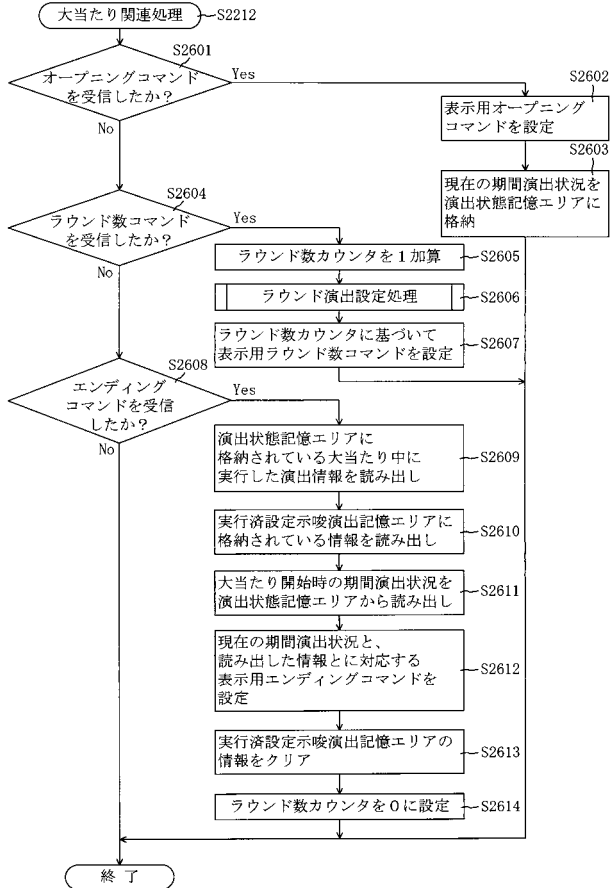 大当たり関連処理
S2212
S2601
オープニングコマンド
を受信したか？
Yes
No
S2602
表示用オープニング
コマンドを設定
S2603
現在の期間演出状況を
演出状態記憶エリアに
格納
S2604
ラウンド数コマンド
を受信したか？
Yes
No
ラウンド数カウンタを１加算
S2605
ラウンド演出設定処理
S2606
ラウンド数カウンタに基づいて
表示用ラウンド数コマンドを設定
S2607
S2608
エンディング
コマンドを受信
したか？
Yes
No
演出状態記憶エリアに
格納されている大当たり中に
実行した演出情報を読み出し
S2609
実行済設定示唆演出記憶エリアに
格納されている情報を読み出し
S2610
大当たり開始時の期間演出状況を
演出状態記憶エリアから読み出し
S2611
現在の期間演出状況と、
読み出した情報とに対応する
表示用エンディングコマンドを
設定
S2612
実行済設定示唆演出記憶エリアの
情報をクリア
S2613
ラウンド数カウンタを０に設定
S2614
終 了